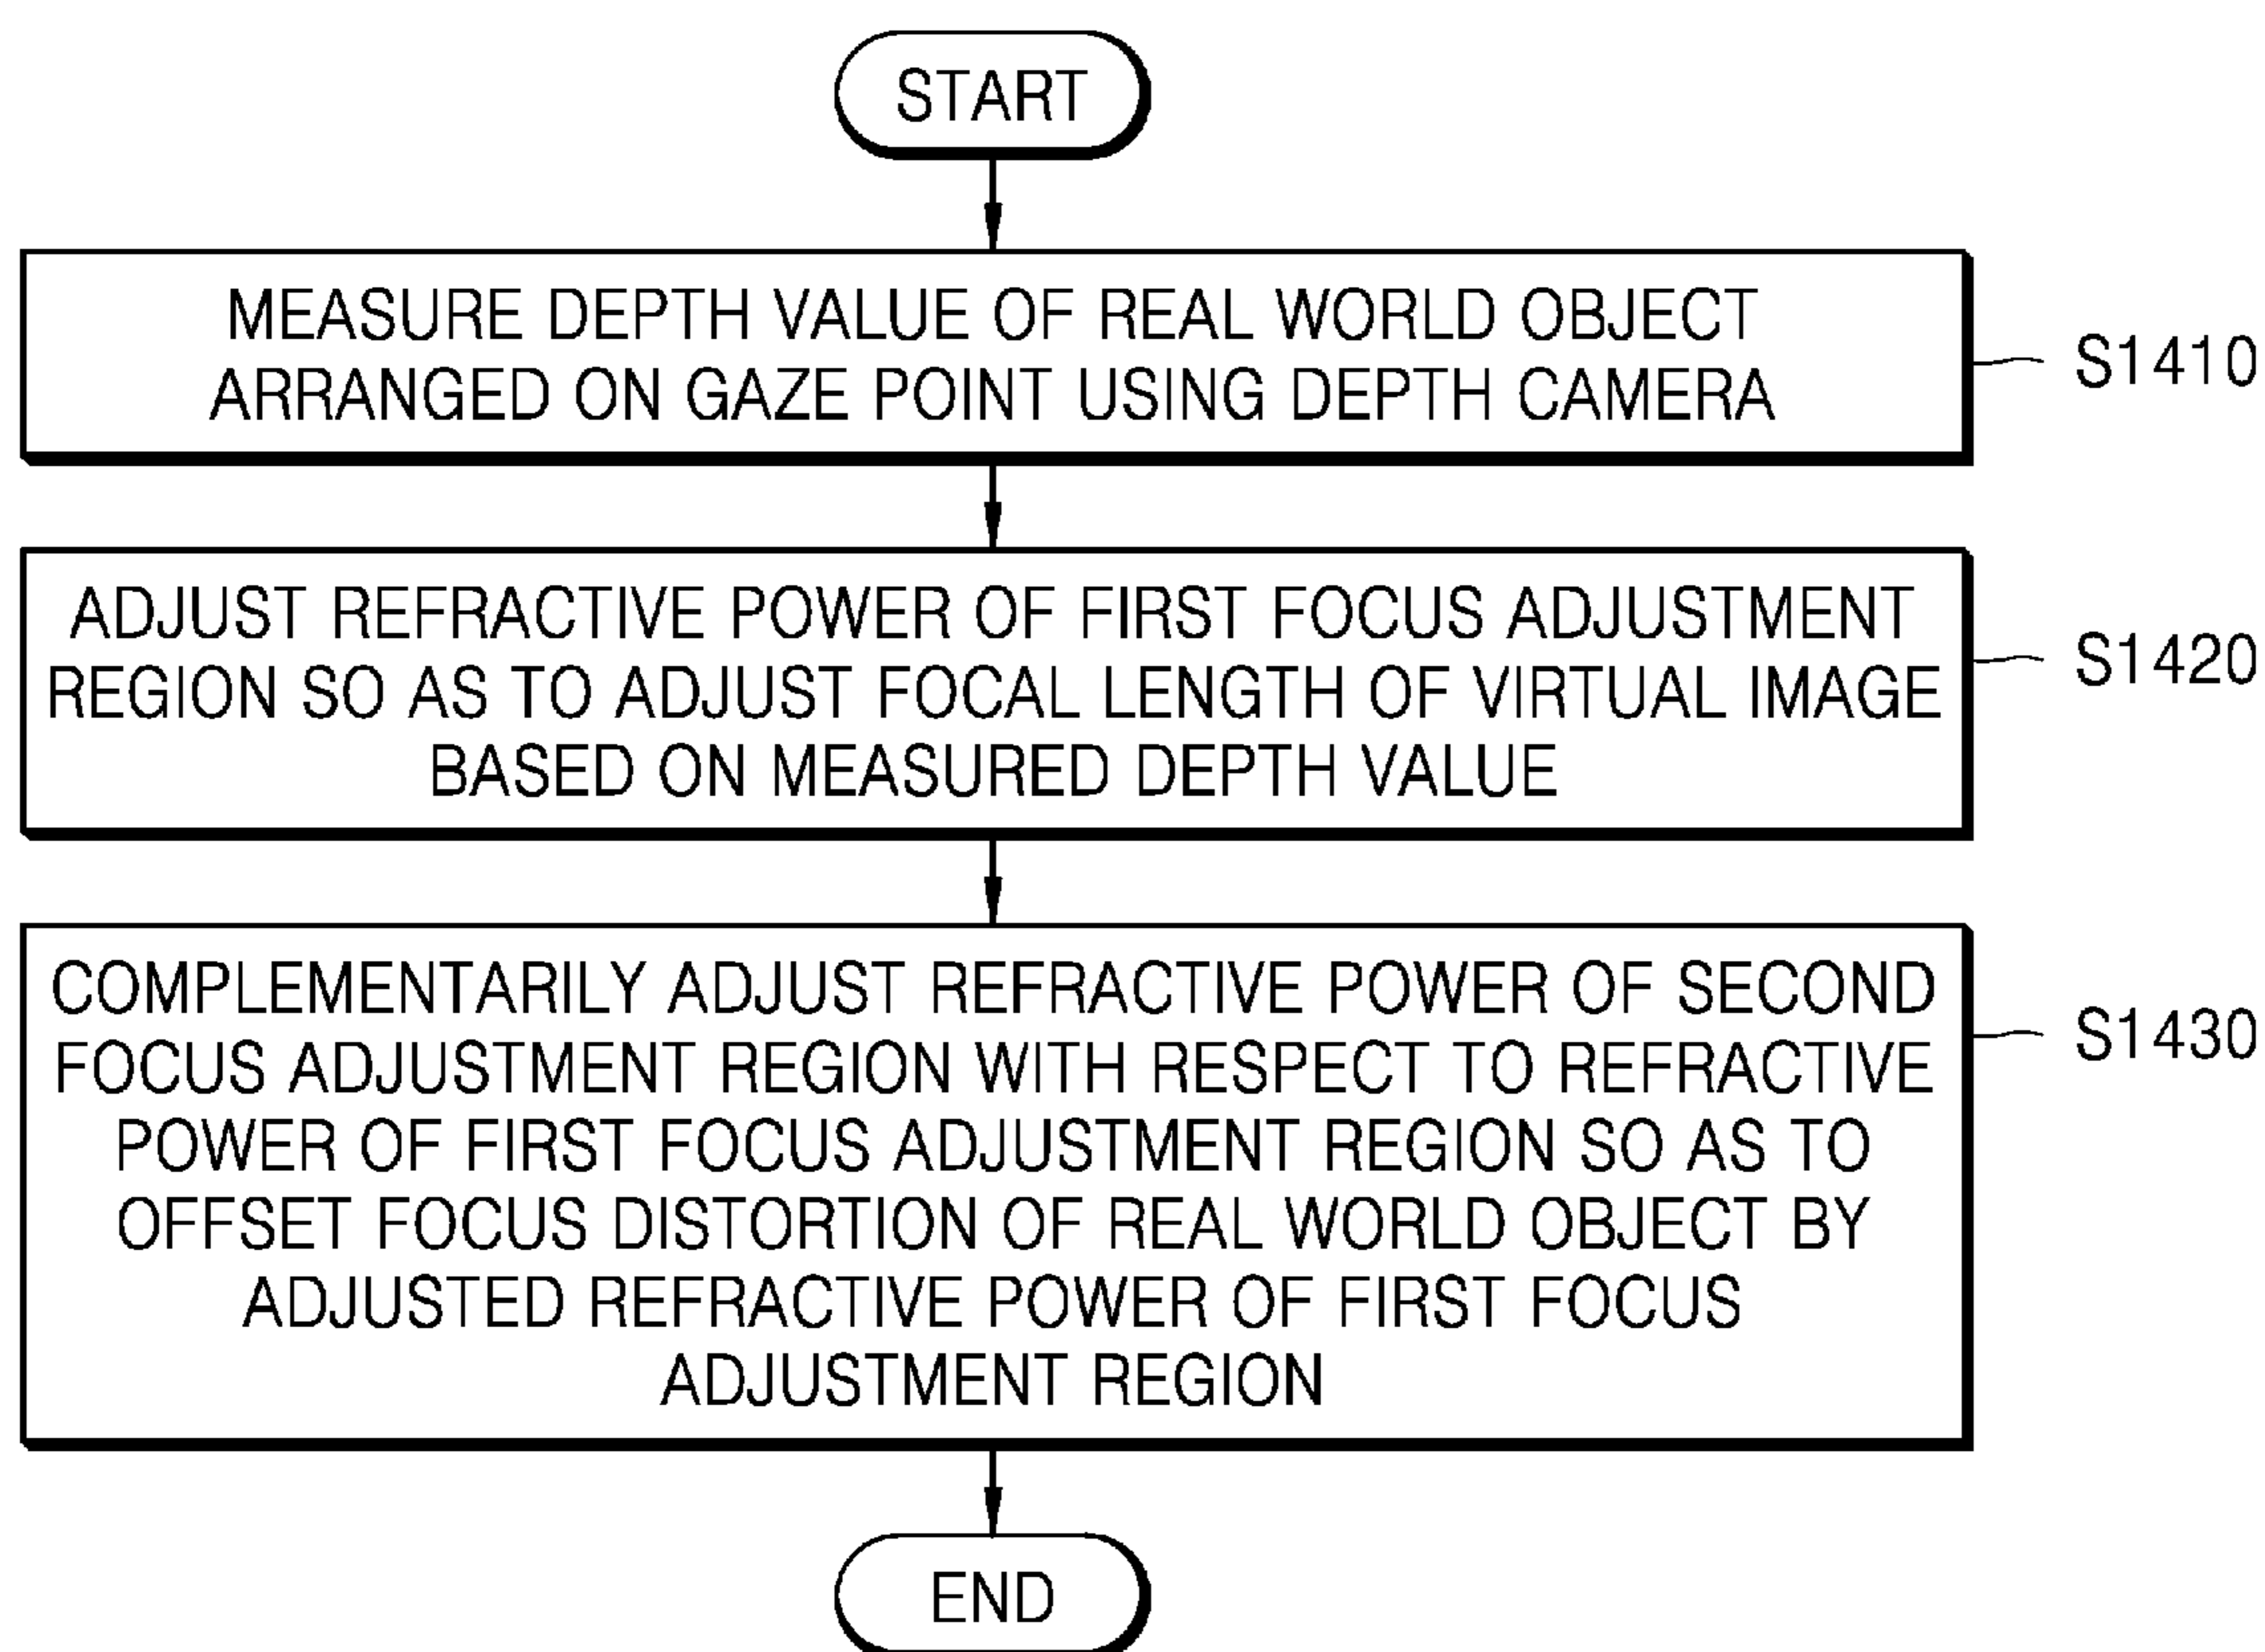 START
MEASURE DEPTH VALUE OF REAL WORLD OBJECT
ARRANGED ON GAZE POINT USING DEPTH CAMERA
S1410
ADJUST REFRACTIVE POWER OF FIRST FOCUS ADJUSTMENT
REGION SO AS TO ADJUST FOCAL LENGTH OF VIRTUAL IMAGE
BASED ON MEASURED DEPTH VALUE
S1420
COMPLEMENTARILY ADJUST REFRACTIVE POWER OF SECOND
FOCUS ADJUSTMENT REGION WITH RESPECT TO REFRACTIVE
POWER OF FIRST FOCUS ADJUSTMENT REGION SO AS TO
OFFSET FOCUS DISTORTION OF REAL WORLD OBJECT BY
ADJUSTED REFRACTIVE POWER OF FIRST FOCUS
ADJUSTMENT REGION
S1430
END